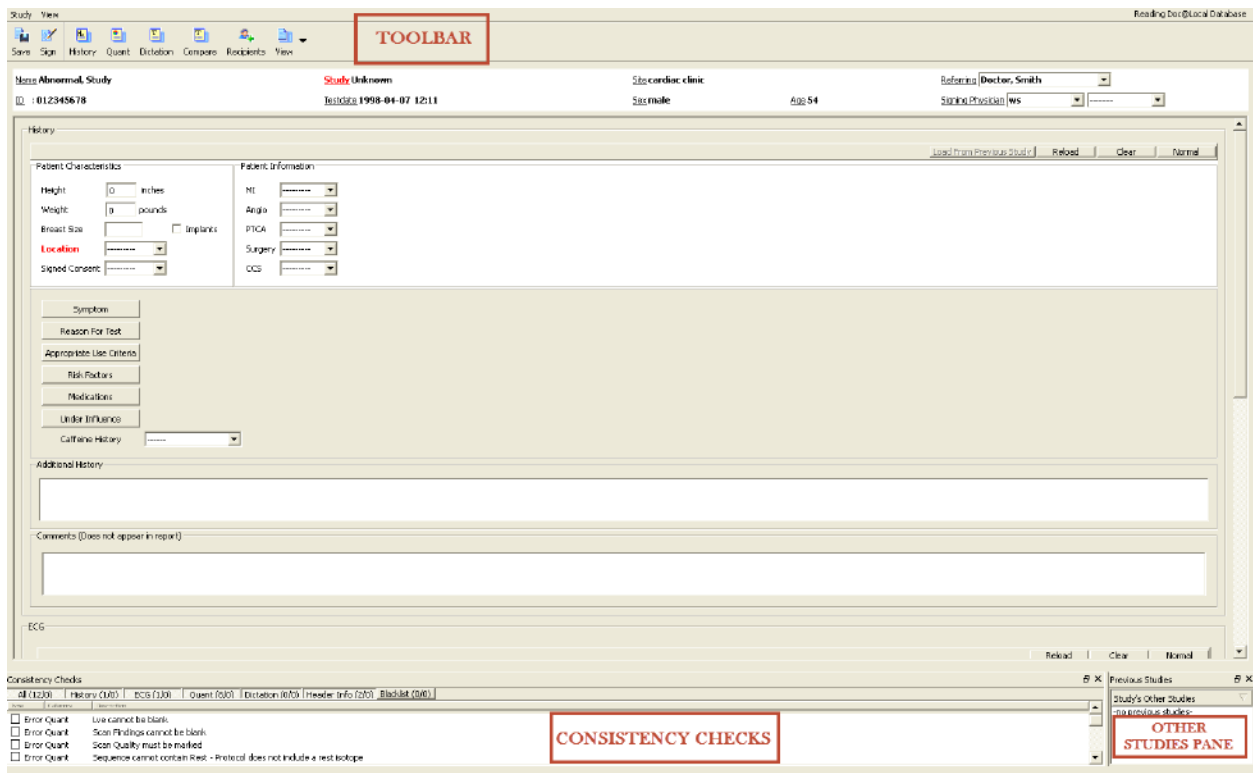 Study View Reading Doc@Local Database
TOOLBAR
Save Sign History Quant Dictation Compare Recipients View
Name Abnormal, Study Study Unknown Site cardiac clinic Referring Doctor, Smith
ID : 012345678 Testdate 1998-04-07 12:11 Sex male Age 54 Signing Physician ws -------
History
Load From Previous Study Reload Clear Normal
Patient Characteristics Patient Information
Height 0 inches MI ---------
Weight 0 pounds Angio ---------
Breast Size Implants PTCA ---------
Location --------- Surgery ---------
Signed Consent --------- CCS ---------
Symptom
Reason For Test
Appropriate Use Criteria
Risk Factors
Medications
Under Influence
Caffeine History ------
Additional History
Comments (Does not appear in report)
ECG
Reload Clear Normal
Consistency Checks Previous Studies
All (12/0) History (1/0) ECG (1/0) Quant (8/0) Dictation (0/0) Header Info (2/0) Blacklist (0/0) Study's Other Studies
-no previous studies-
Error Quant Lve cannot be blank
Error Quant Scan Findings cannot be blank
Error Quant Scan Quality must be marked
Error Quant Sequence cannot contain Rest - Protocol does not include a rest isotope
CONSISTENCY CHECKS
OTHER
STUDIES PANE